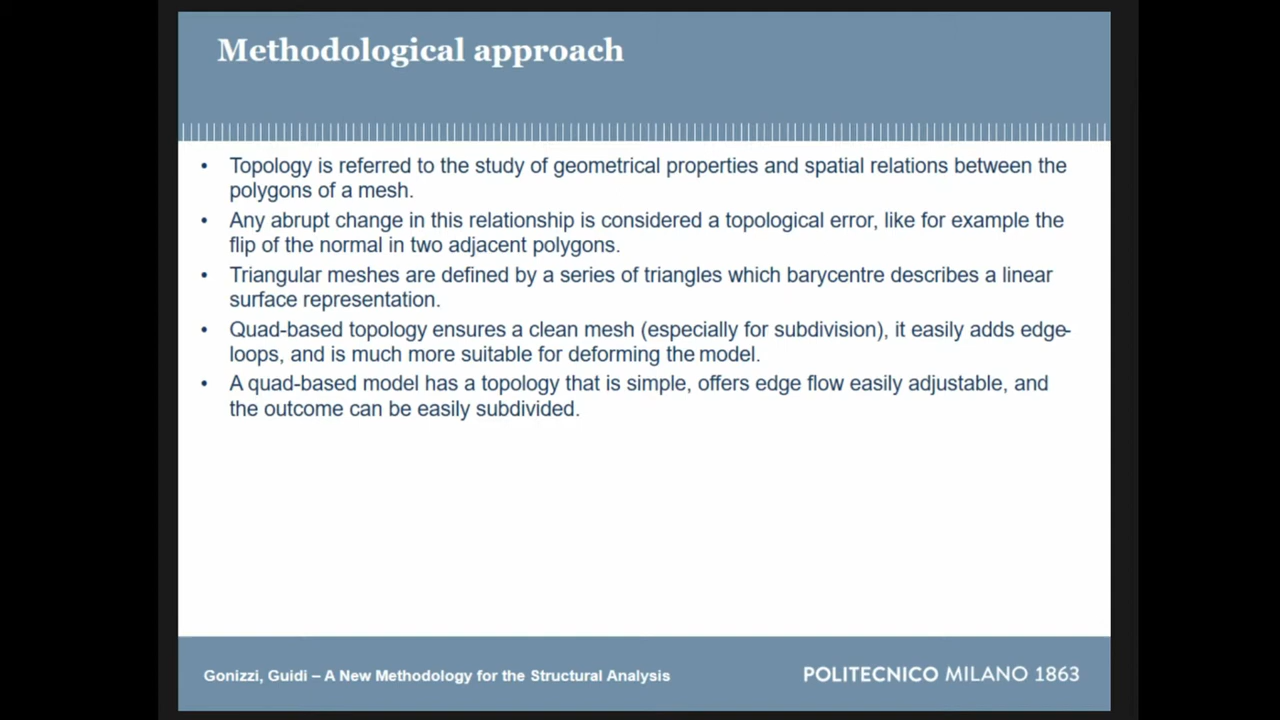 Methodological approach
• Topology is referred to the study of geometrical properties and spatial relations between the
polygons of a mesh.
• Any abrupt change in this relationship is considered a topological error, like for example the
flip of the normal in two adjacent polygons.
• Triangular meshes are defined by a series of triangles which barycentre describes a linear
surface representation.
• Quad-based topology ensures a clean mesh (especially for subdivision), it easily adds edge-
loops, and is much more suitable for deforming the model.
• A quad-based model has a topology that is simple, offers edge flow easily adjustable, and
the outcome can be easily subdivided.
Gonizzi, Guidi – A New Methodology for the Structural Analysis
POLITECNICO MILANO 1863